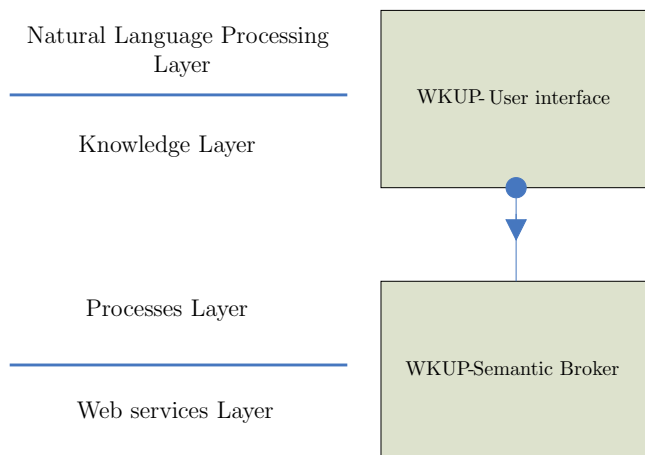 Natural Language Processing
Layer
WKUP- User interface
Knowledge Layer
Processes Layer
WKUP-Semantic Broker
Web services Layer